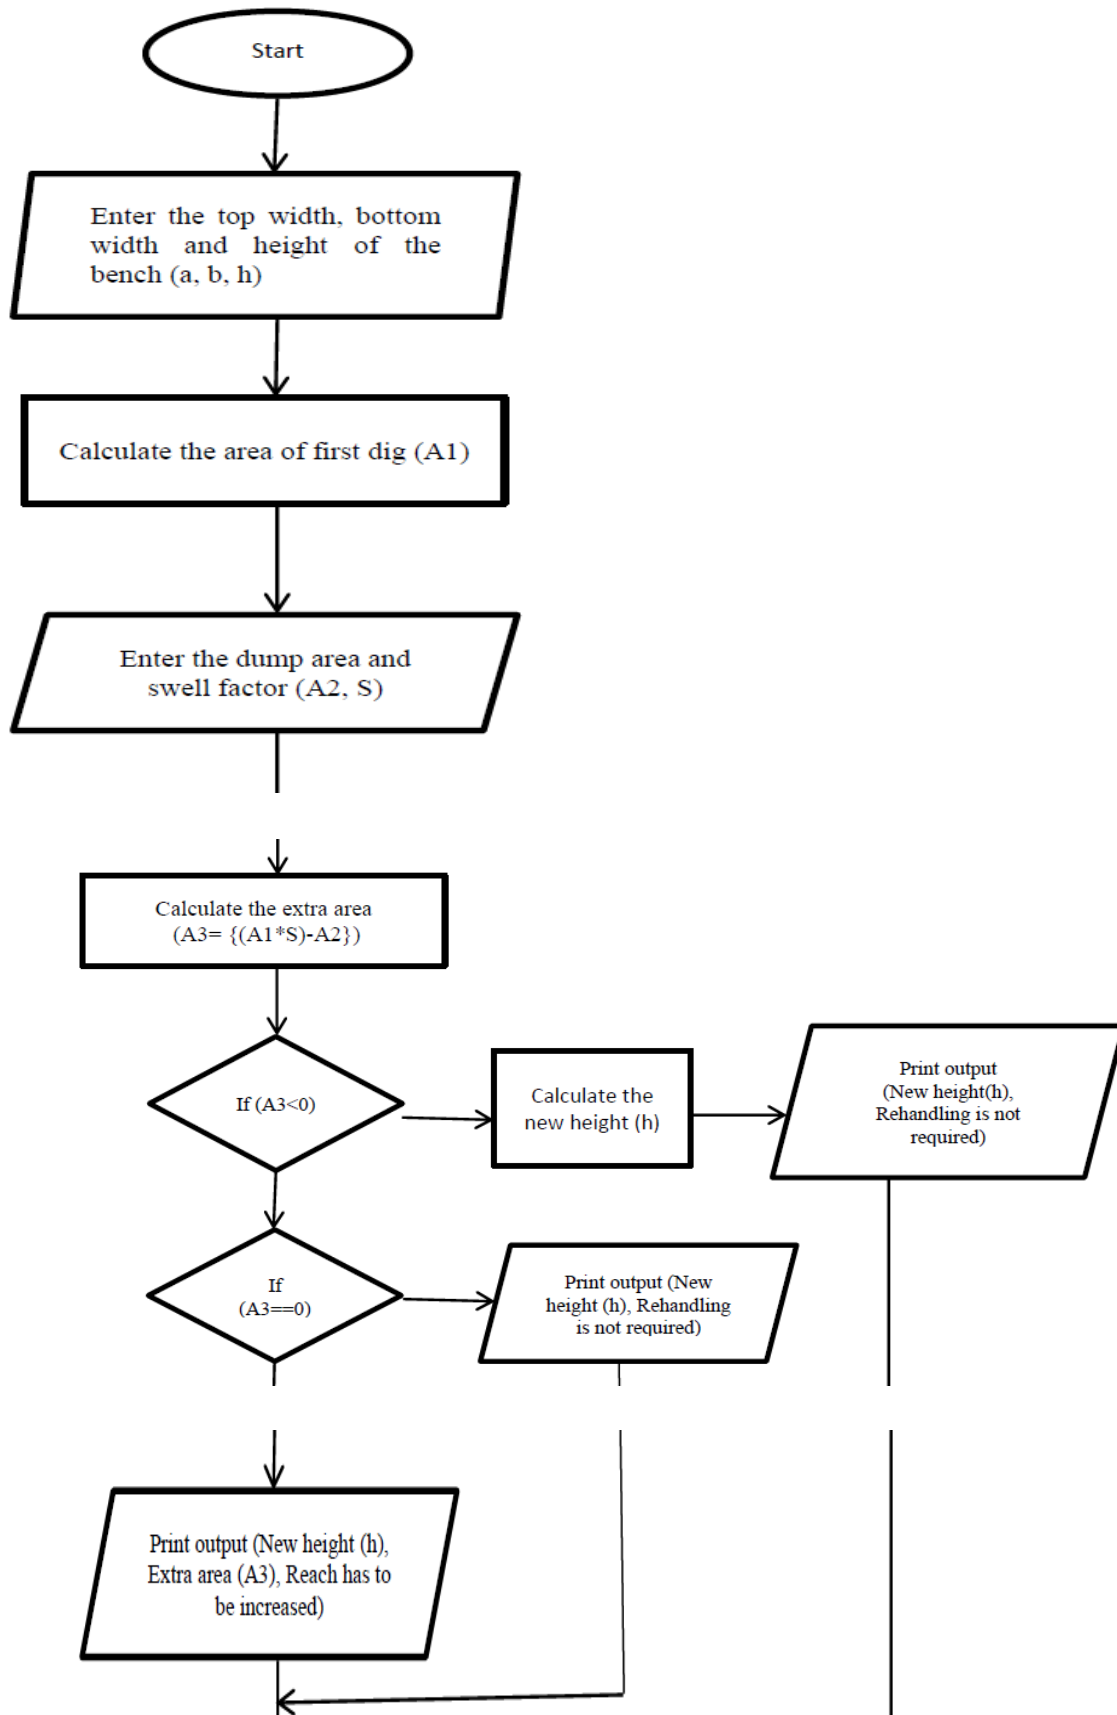 Start
Enter the top width, bottom
width and height of the
bench (a, b, h)
Calculate the area of first dig (A1)
Enter the dump area and
swell factor (A2, S)
Calculate the extra area
(A3= {(A1*S)-A2})
If (A3<0)
Calculate the
new height (h)
Print output
(New height(h),
Rehandling is not
required)
If
(A3==0)
Print output (New
height (h), Rehandling
is not required)
Print output (New height (h),
Extra area (A3), Reach has to
be increased)